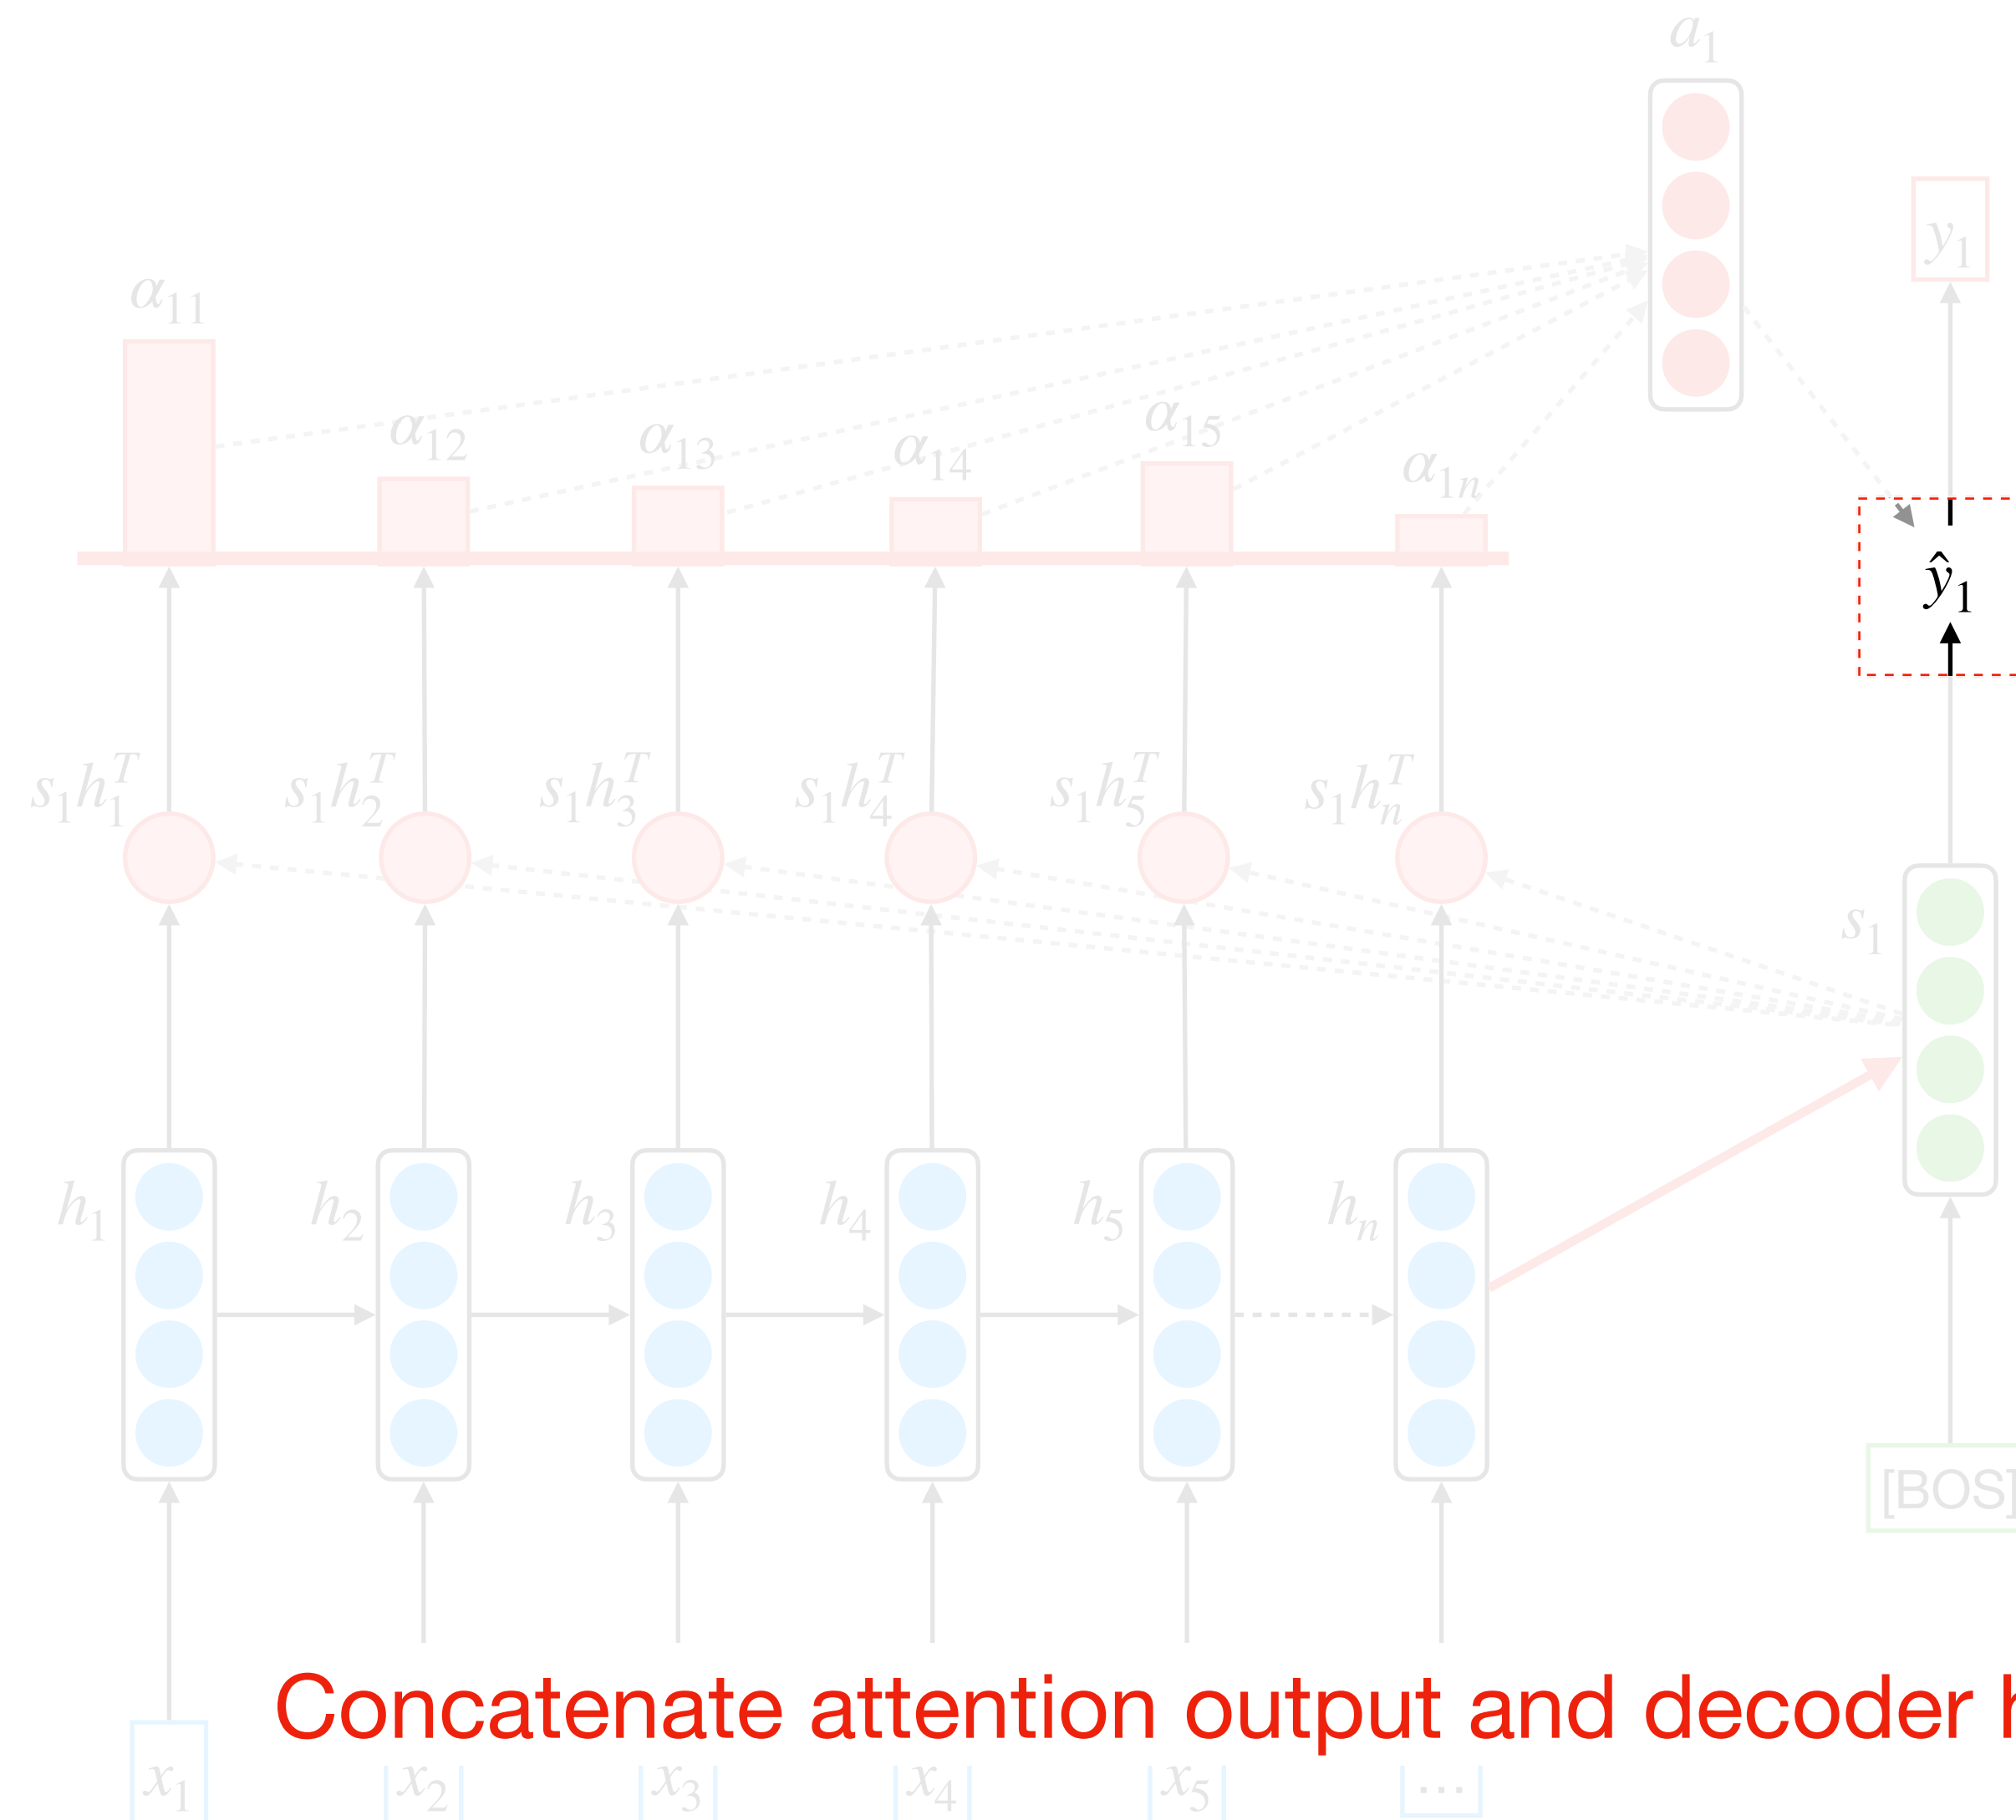 a₁
y₁
α₁₁
α₁₂ α₁₃ α₁₄ α₁₅ α₁ₙ
ŷ₁
s₁h₁ᵀ s₁h₂ᵀ s₁h₃ᵀ s₁h₄ᵀ s₁h₅ᵀ s₁hₙᵀ
s₁
h₁ h₂ h₃ h₄ h₅ hₙ
[BOS]
Concatenate attention output and decoder
x₁ x₂ x₃ x₄ x₅ ...